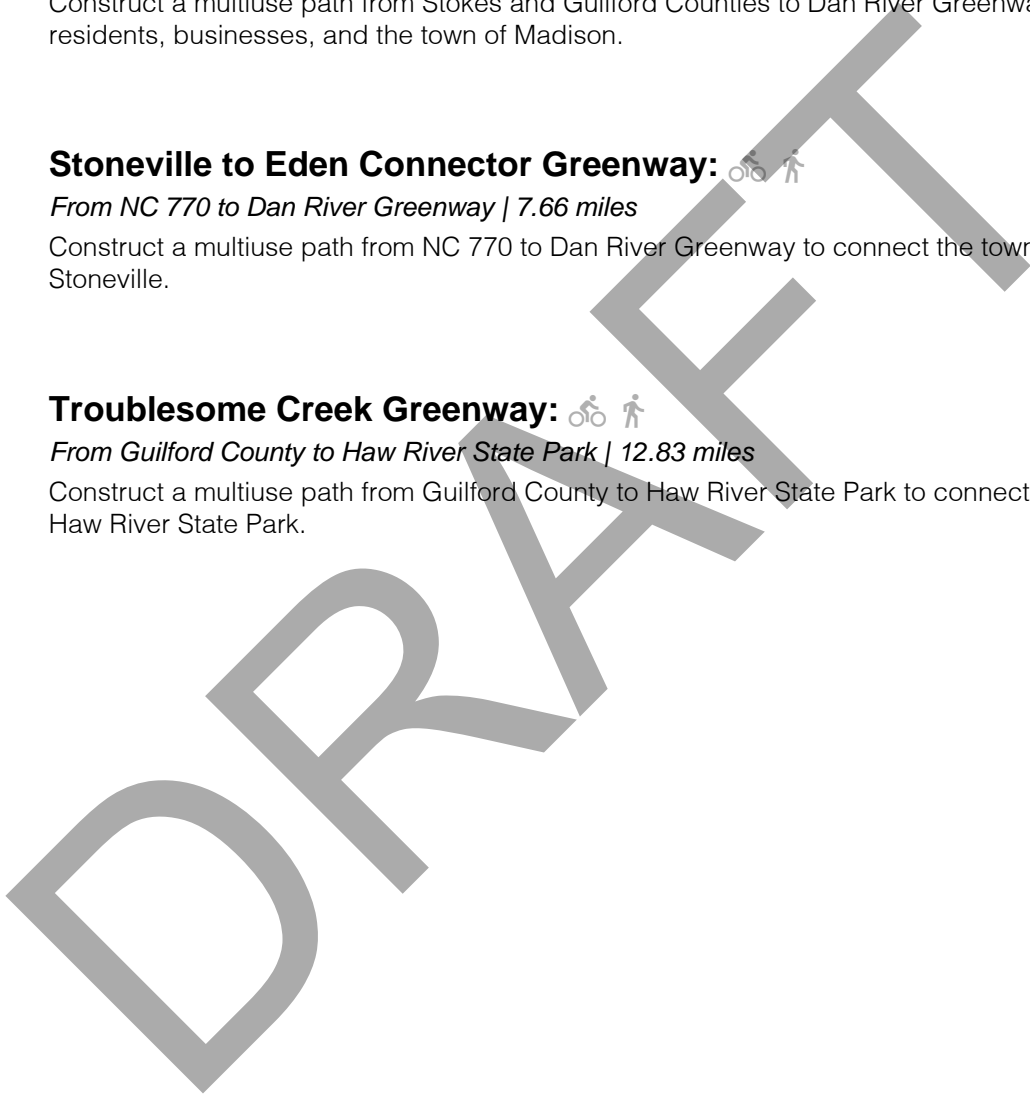 Construct a multiuse path from Stokes and Guilford Counties to Dan River
residents, businesses, and the town of Madison.
Stoneville to Eden Connector Greenway:
From NC 770 to Dan River Greenway | 7.66 miles
Construct a multiuse path from NC 770 to Dan River Greenway to connect the town
Stoneville.
Troublesome Creek Greenway:
From Guilford County to Haw River State Park | 12.83 miles
Construct a multiuse path from Guilford County to Haw River State Park to connect
Haw River State Park.
DRAFT